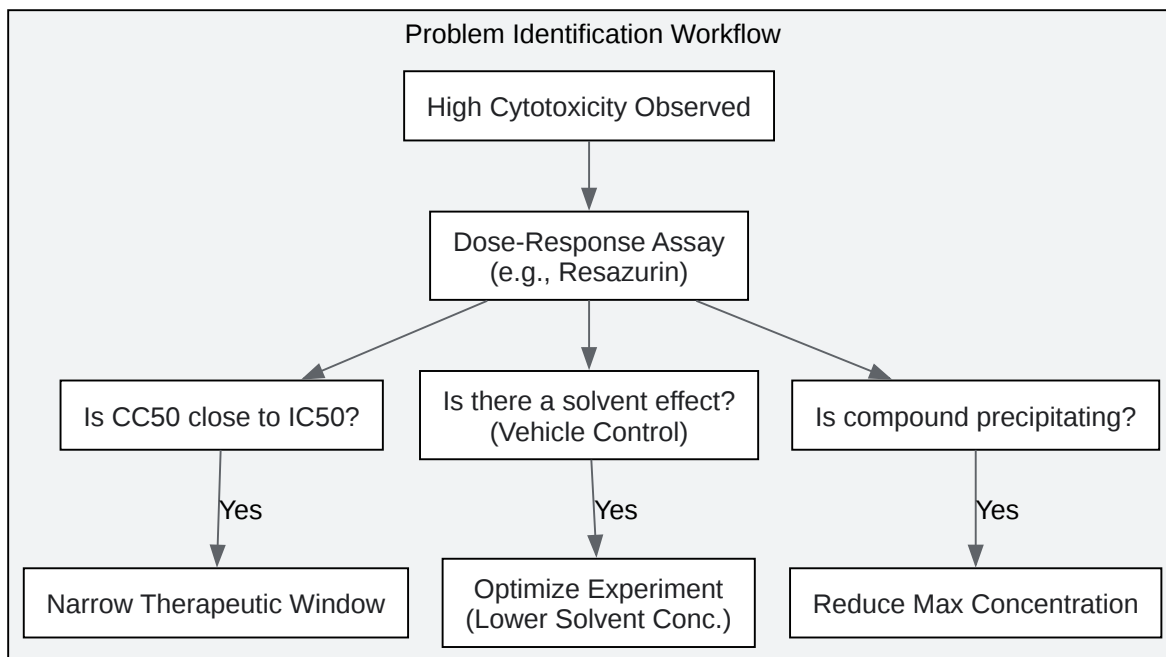 Problem Identification Workflow
High Cytotoxicity Observed
Dose-Response Assay
(e.g., Resazurin)
Is CC50 close to IC50?
Is there a solvent effect?
(Vehicle Control)
Is compound precipitating?
Yes
Yes
Yes
Narrow Therapeutic Window
Optimize Experiment
(Lower Solvent Conc.)
Reduce Max Concentration